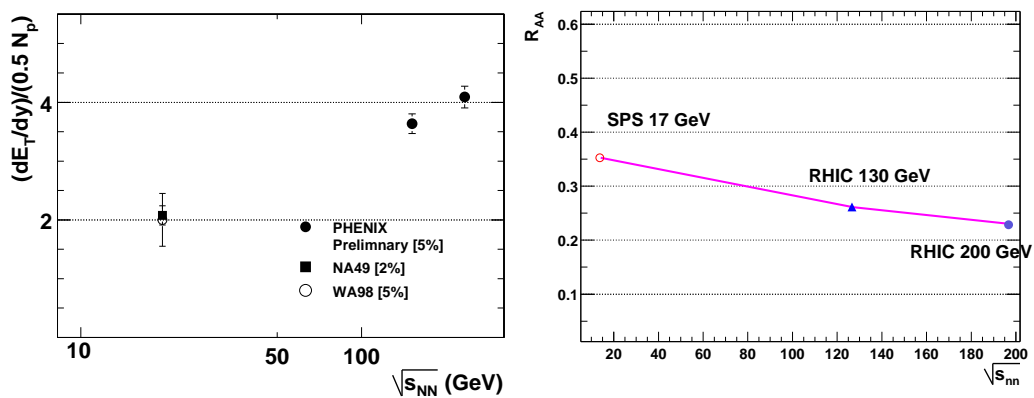 (dE_T/dy)/(0.5 N_p)
4
2
PHENIX
Prelimnary [5%]
NA49 [2%]
WA98 [5%]
10
50
100
√s_NN (GeV)
R_AA
0.6
0.5
0.4
0.3
0.2
0.1
SPS 17 GeV
RHIC 130 GeV
RHIC 200 GeV
20 40 60 80 100 120 140 160 180 200
√s_nn